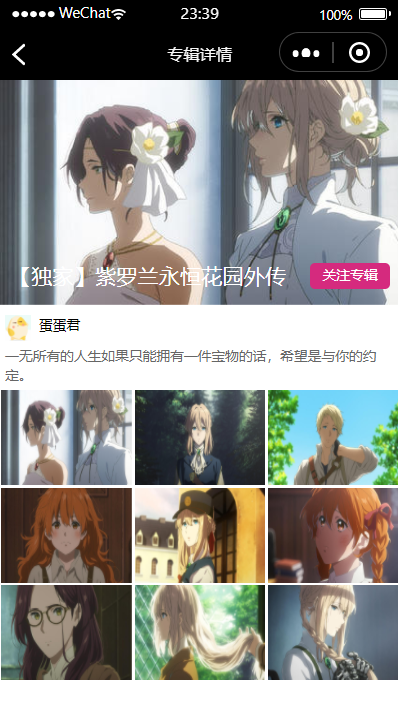 WeChat 23:39 100%
专辑详情
【独家】紫罗兰永恒花园外传 关注专辑
蛋蛋君
一无所有的人生如果只能拥有一件宝物的话，希望是与你的约
定。